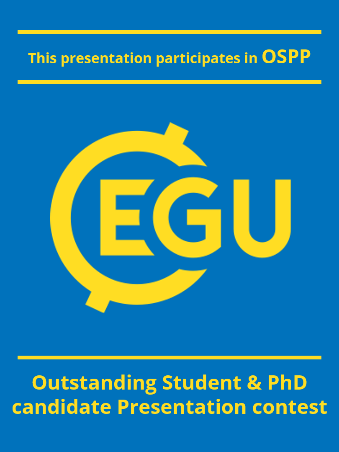 This presentation participates in OSPP
EGU
Outstanding Student & PhD
candidate Presentation contest